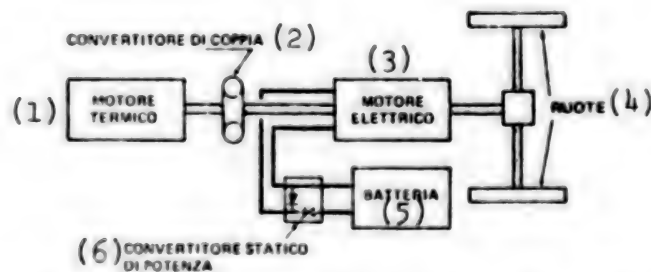 CONVERTITORE DI COPPIA (2)
(1) MOTORE
TERMICO
(3)
MOTORE
ELETTRICO
RUOTE (4)
BATTERIA
(5)
(6) CONVERTITORE STATICO
DI POTENZA